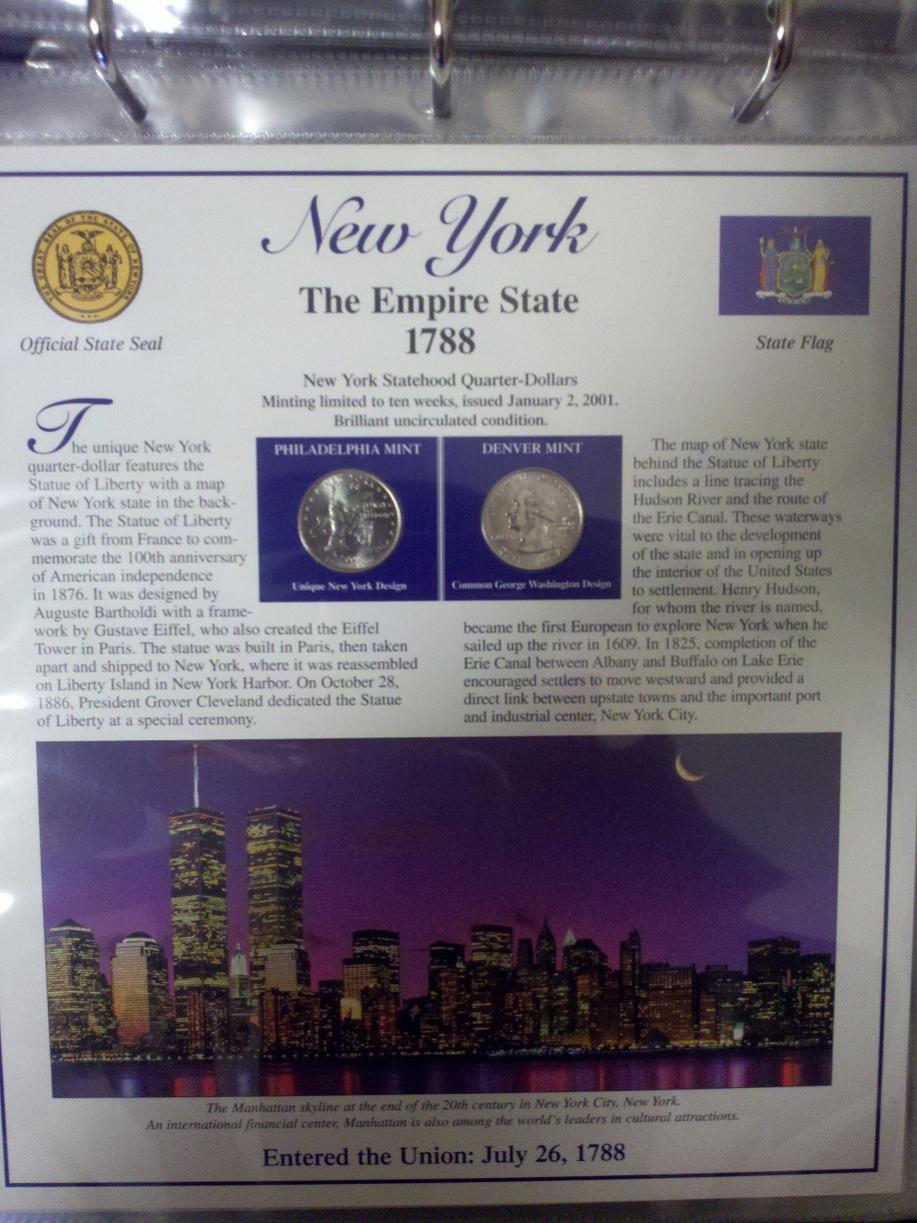 New York
The Empire State
1788
THE GREAT SEAL OF THE STATE OF NEW YORK
Official State Seal
State Flag
New York Statehood Quarter-Dollars
Minting limited to ten weeks, issued January 2, 2001.
Brilliant uncirculated condition.
The unique New York
quarter-dollar features the
Statue of Liberty with a map
of New York state in the back-
ground. The Statue of Liberty
was a gift from France to com-
memorate the 100th anniversary
of American independence
in 1876. It was designed by
Auguste Bartholdi with a frame-
work by Gustave Eiffel, who also created the Eiffel
Tower in Paris. The statue was built in Paris, then taken
apart and shipped to New York, where it was reassembled
on Liberty Island in New York Harbor. On October 28,
1886, President Grover Cleveland dedicated the Statue
of Liberty at a special ceremony.
PHILADELPHIA MINT
Unique New York Design
DENVER MINT
Common George Washington Design
The map of New York state
behind the Statue of Liberty
includes a line tracing the
Hudson River and the route of
the Erie Canal. These waterways
were vital to the development
of the state and in opening up
the interior of the United States
to settlement. Henry Hudson,
for whom the river is named,
became the first European to explore New York when he
sailed up the river in 1609. In 1825, completion of the
Erie Canal between Albany and Buffalo on Lake Erie
encouraged settlers to move westward and provided a
direct link between upstate towns and the important port
and industrial center, New York City.
The Manhattan skyline at the end of the 20th century in New York City, New York.
An international financial center, Manhattan is also among the world's leaders in cultural attractions.
Entered the Union: July 26, 1788